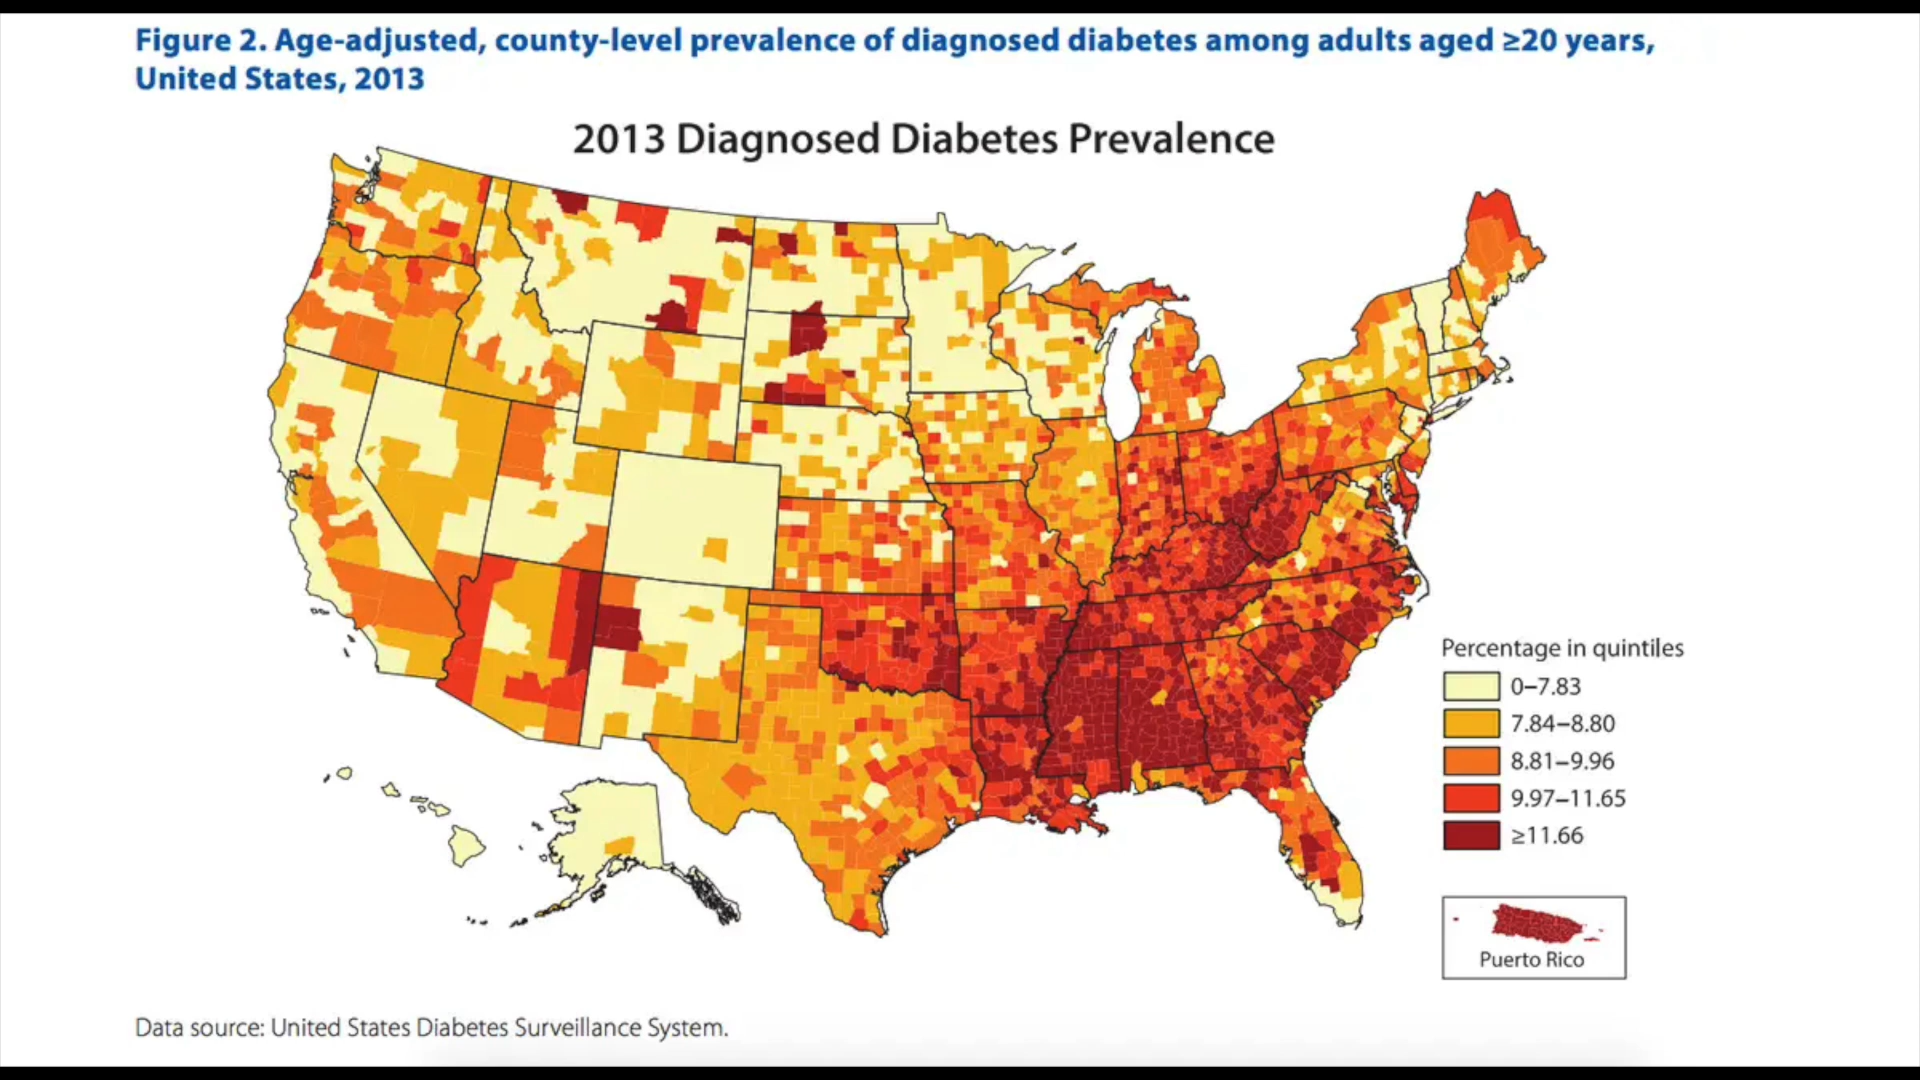 Figure 2. Age-adjusted, county-level prevalence of diagnosed diabetes among adults aged ≥20 years,
United States, 2013
2013 Diagnosed Diabetes Prevalence
Percentage in quintiles
0–7.83
7.84–8.80
8.81–9.96
9.97–11.65
≥11.66
Puerto Rico
Data source: United States Diabetes Surveillance System.